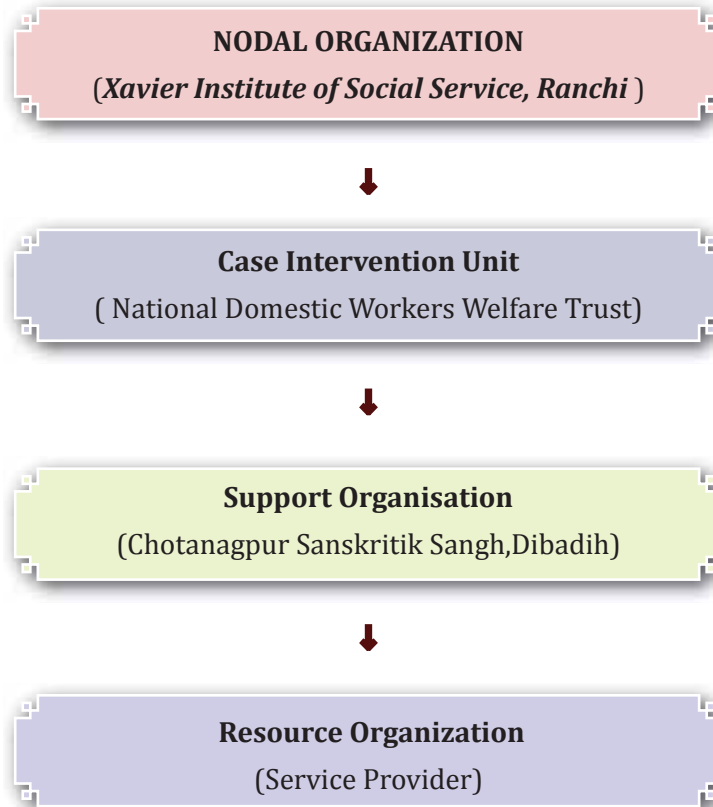 NODAL ORGANIZATION
(Xavier Institute of Social Service, Ranchi )
Case Intervention Unit
( National Domestic Workers Welfare Trust)
Support Organisation
(Chotanagpur Sanskritik Sangh,Dibadih)
Resource Organization
(Service Provider)